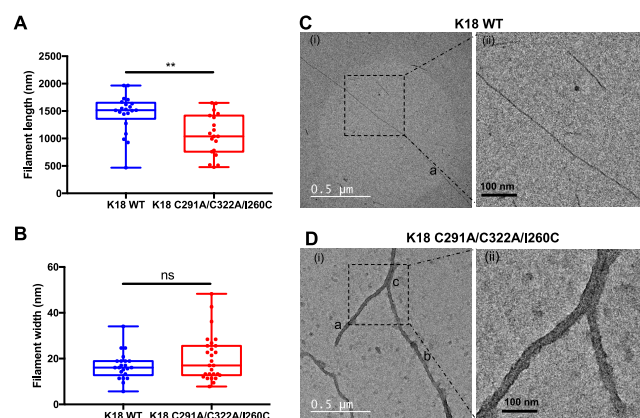 A
Filament length (nm)
2500
2000
1500
1000
500
0
**
K18 WT K18 C291A/C322A/I260C
B
Filament width (nm)
60
40
20
0
ns
K18 WT K18 C291A/C322A/I260C
C
K18 WT
(i)
a
0.5 µm
(ii)
100 nm
D
K18 C291A/C322A/I260C
(i)
a
b
c
0.5 µm
(ii)
100 nm